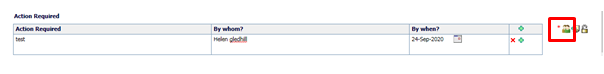 Action Required
Action Required By whom? By when?
test Helen gledhill 24-Sep-2020
*